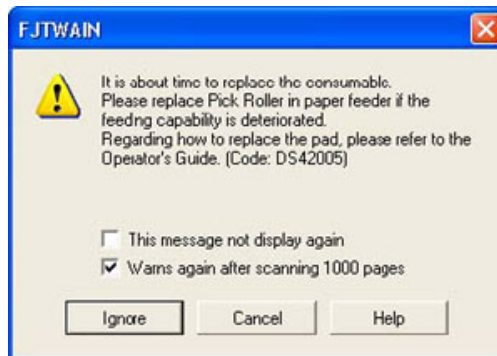 FJTWAIN
It is about time to replace the consumable.
Please replace Pick Roller in paper feeder if the
feeding capability is deteriorated.
Regarding how to replace the pad, please refer to the
Operator's Guide. (Code: DS42005)
This message not display again
Warns again after scanning 1000 pages
Ignore
Cancel
Help